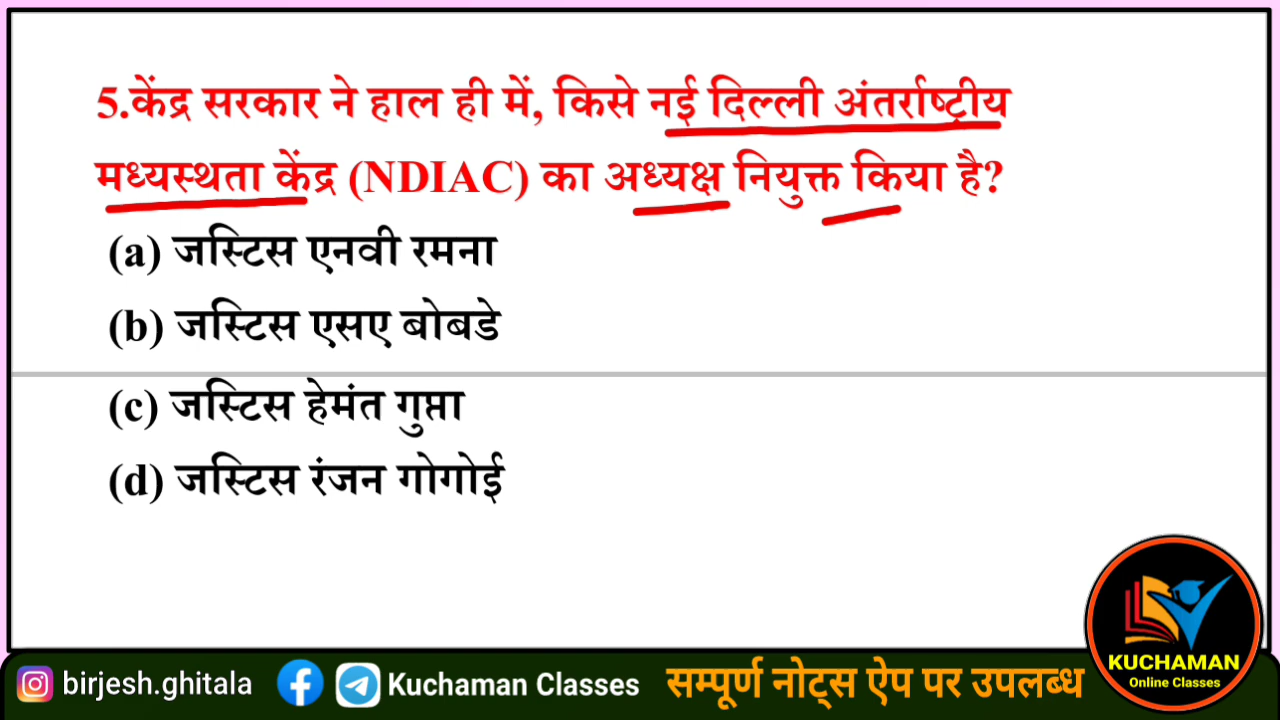 5.केंद्र सरकार ने हाल ही में, किसे नई दिल्ली अंतर्राष्ट्रीय
मध्यस्थता केंद्र (NDIAC) का अध्यक्ष नियुक्त किया है?
(a) जस्टिस एनवी रमना
(b) जस्टिस एसए बोबडे
(c) जस्टिस हेमंत गुप्ता
(d) जस्टिस रंजन गोगोई
KUCHAMAN
Online Classes
birjesh.ghitala
Kuchaman Classes
सम्पूर्ण नोट्स ऐप पर उपलब्ध